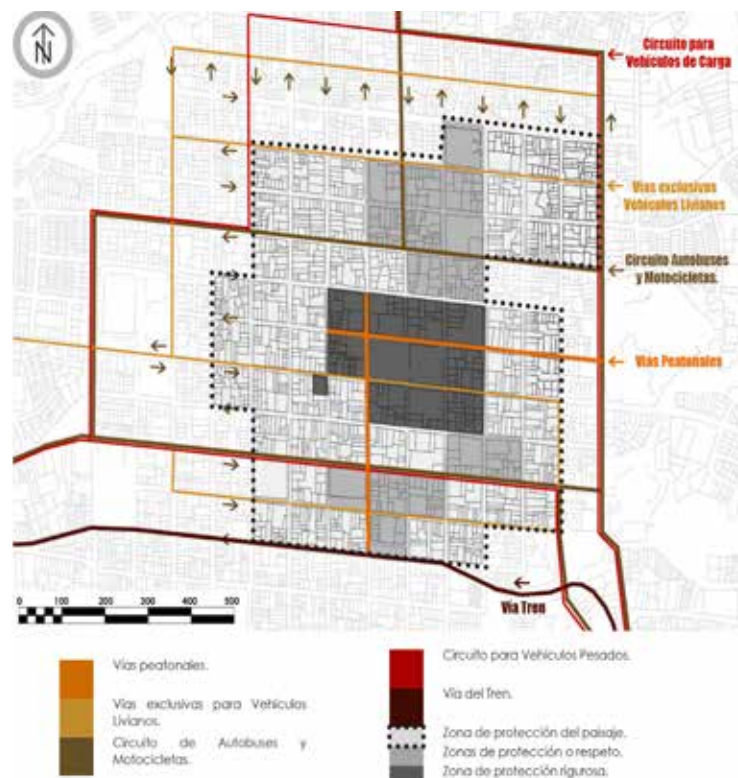 N
Circuito para
Vehículos de Carga
Vías exclusivas
Vehículos Livianos
Circuito Autobuses
y Motocicletas.
Vías Peatonales
Vía Tren
0 100 200 300 400 500
Vías peatonales.
Vías exclusivas para Vehículos
Livianos.
Circuito de Autobuses y
Motocicletas.
Circuito para Vehículos Pesados.
Vía del Tren.
Zona de protección del paisaje.
Zonas de protección o respeto.
Zona de protección rigurosa.